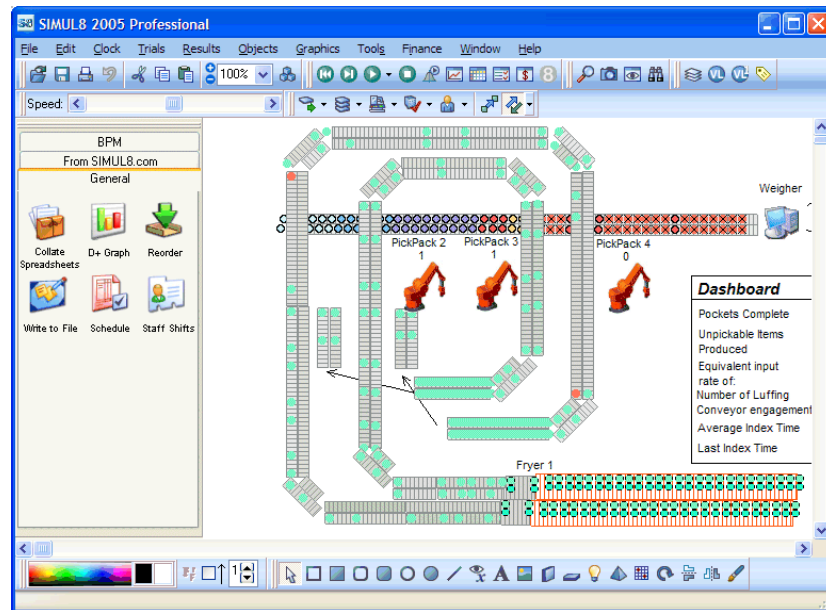 SIMUL8 2005 Professional
File Edit Clock Trials Results Objects Graphics Tools Finance Window Help
100%
Speed:
BPM
From SIMUL8.com
General
Collate Spreadsheets
D+ Graph
Reorder
Write to File
Schedule
Staff Shifts
Weigher
PickPack 2
1
PickPack 3
1
PickPack 4
0
Dashboard
Pockets Complete
Unpickable Items
Produced
Equivalent input
rate of:
Number of Luffing
Conveyor engagement
Average Index Time
Last Index Time
Fryer 1
1